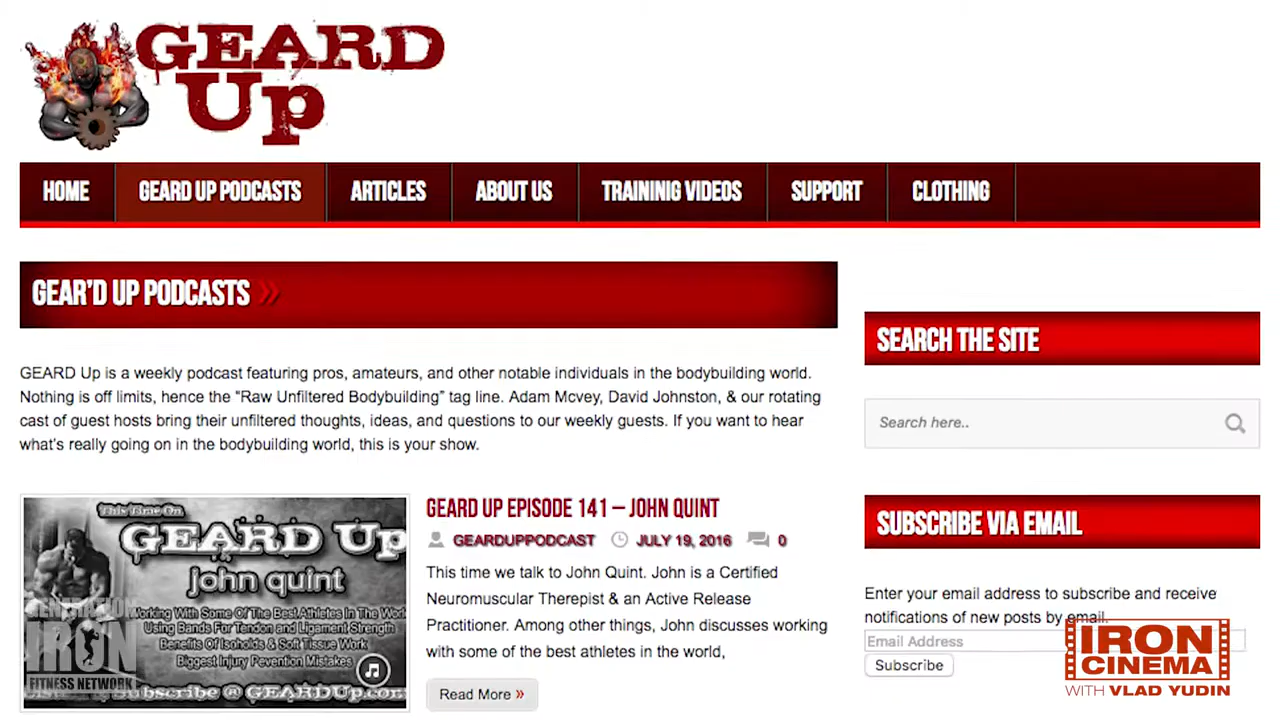 GEARD
Up
HOME
GEARD UP PODCASTS
ARTICLES
ABOUT US
TRAININIG VIDEOS
SUPPORT
CLOTHING
GEAR'D UP PODCASTS »
GEARD Up is a weekly podcast featuring pros, amateurs, and other notable individuals in the bodybuilding world.
Nothing is off limits, hence the “Raw Unfiltered Bodybuilding” tag line. Adam Mcvey, David Johnston, & our rotating
cast of guest hosts bring their unfiltered thoughts, ideas, and questions to our weekly guests. If you want to hear
what’s really going on in the bodybuilding world, this is your show.
This Time On
GEARD Up
john quint
Working With Some Of The Best Athletes In The Worl
Using Bands For Tendon and Ligament Strength
Benefits Of Isoholds & Soft Tissue Work
Biggest Injury Pevention Mistakes
Subscribe @ GEARDUp.com
GENERATION
IRON
FITNESS NETWORK
GEARD UP EPISODE 141 – JOHN QUINT
GEARDUPPODCAST
JULY 19, 2016
0
This time we talk to John Quint. John is a Certified
Neuromuscular Therepist & an Active Release
Practitioner. Among other things, John discusses working
with some of the best athletes in the world,
Read More »
SEARCH THE SITE
Search here..
SUBSCRIBE VIA EMAIL
Enter your email address to subscribe and receive
notifications of new posts by email.
Email Address
Subscribe
IRON
CINEMA
WITH VLAD YUDIN